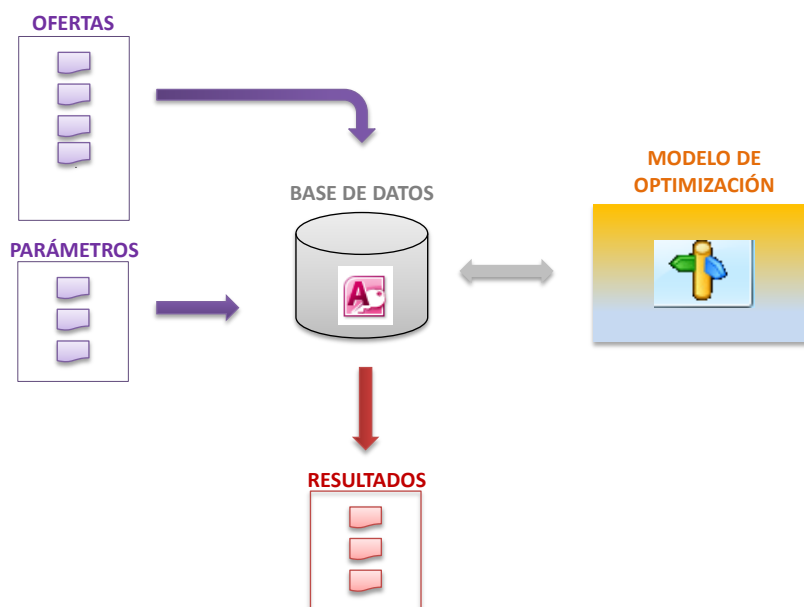 OFERTAS
MODELO DE
OPTIMIZACIÓN
BASE DE DATOS
PARÁMETROS
A
RESULTADOS